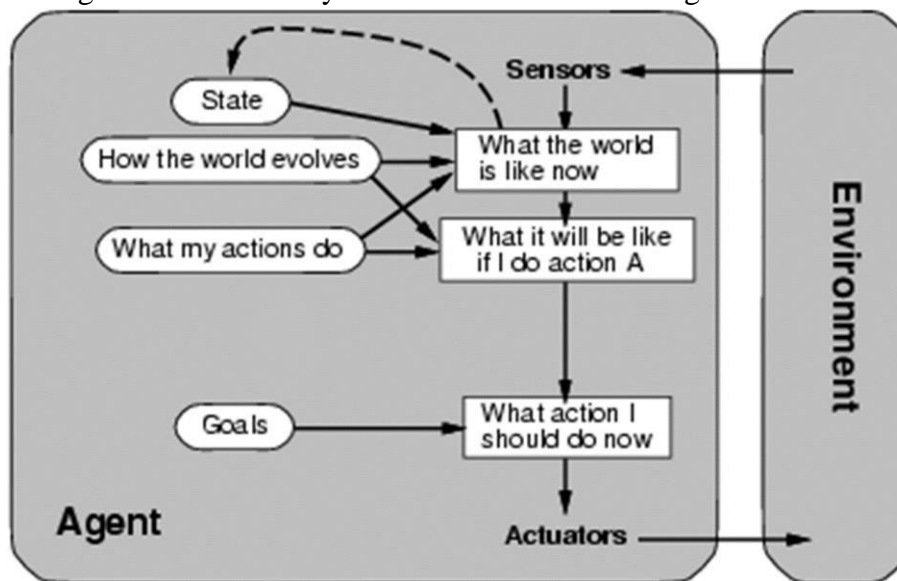 Sensors
State
What the world
is like now
How the world evolves
What it will be like
if I do action A
What my actions do
Goals
What action I
should do now
Agent
Actuators
Environment